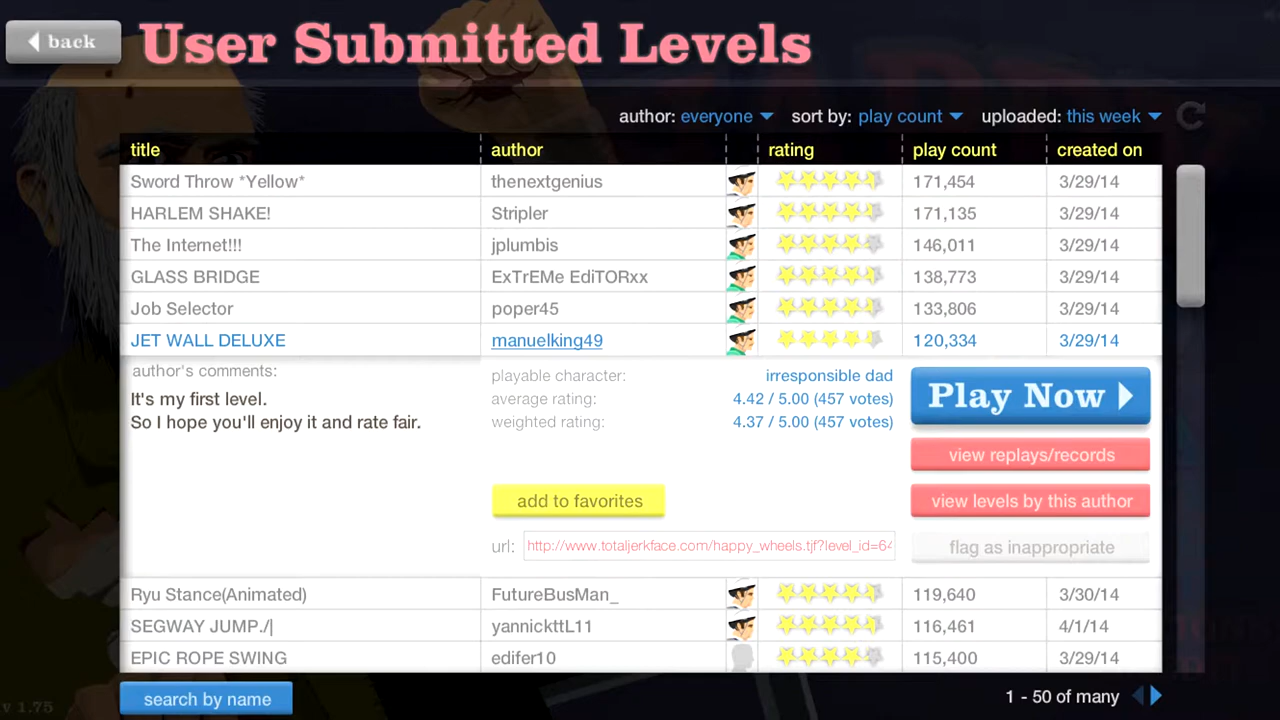 back
User Submitted Levels
author: everyone sort by: play count uploaded: this week
title author rating play count created on
Sword Throw *Yellow* thenextgenius 171,454 3/29/14
HARLEM SHAKE! Stripler 171,135 3/29/14
The Internet!!! jplumbis 146,011 3/29/14
GLASS BRIDGE ExTrEMe EdiTORxx 138,773 3/29/14
Job Selector poper45 133,806 3/29/14
JET WALL DELUXE manuelking49 120,334 3/29/14
author's comments:
It's my first level.
So I hope you'll enjoy it and rate fair.
playable character: irresponsible dad
average rating: 4.42 / 5.00 (457 votes)
weighted rating: 4.37 / 5.00 (457 votes)
add to favorites
url: http://www.totaljerkface.com/happy_wheels.tjf?level_id=64
Play Now
view replays/records
view levels by this author
flag as inappropriate
Ryu Stance(Animated) FutureBusMan_ 119,640 3/30/14
SEGWAY JUMP./| yannickttL11 116,461 4/1/14
EPIC ROPE SWING edifer10 115,400 3/29/14
search by name
1 - 50 of many
v 1.75